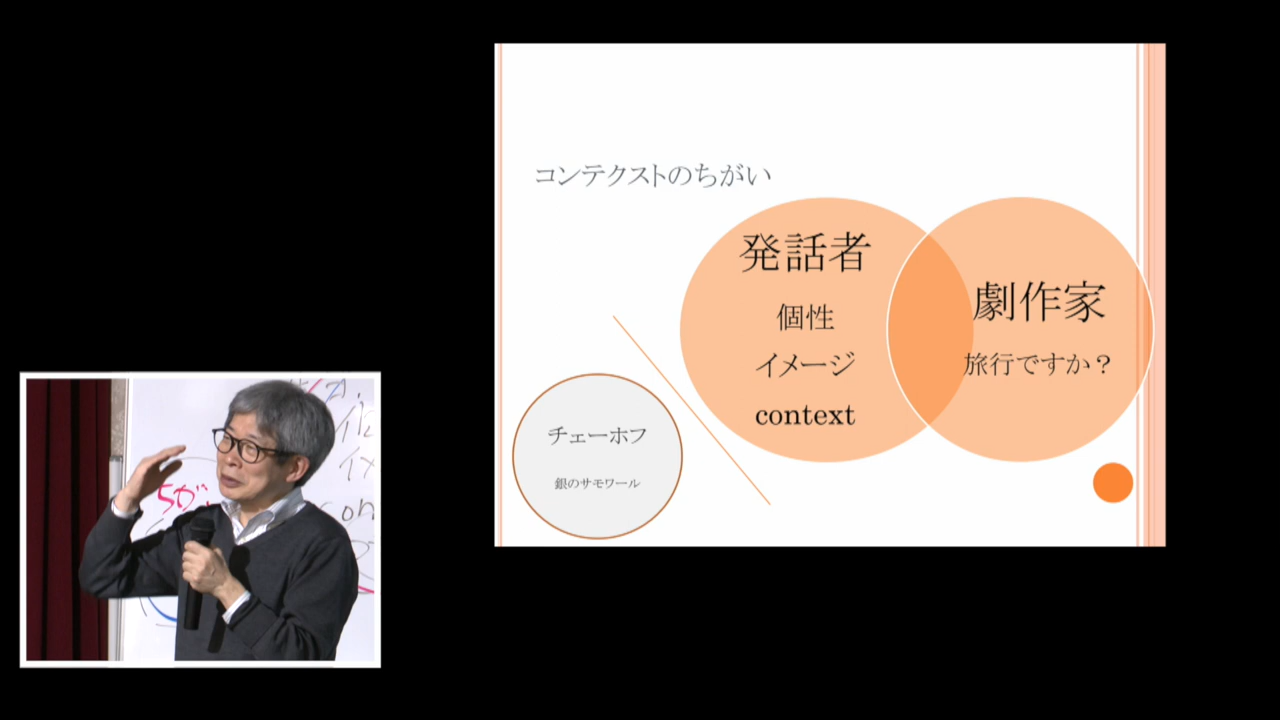 コンテクストのちがい
発話者
個性
イメージ
context
劇作家
旅行ですか？
チェーホフ
銀のサモワール
ちが